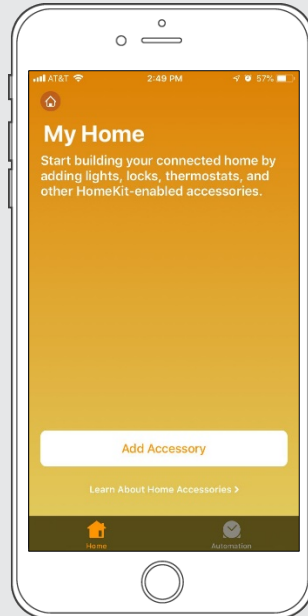 AT&T 2:49 PM 57%
My Home
Start building your connected home by
adding lights, locks, thermostats, and
other HomeKit-enabled accessories.
Add Accessory
Learn About Home Accessories >
Home Automation